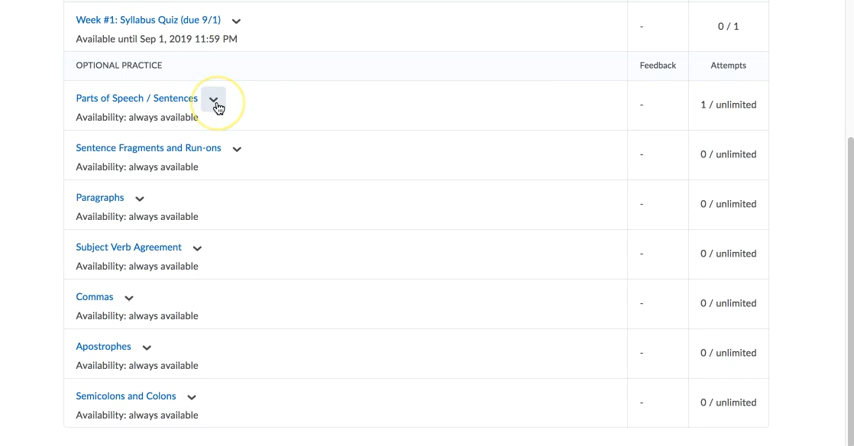 Week #1: Syllabus Quiz (due 9/1)
Available until Sep 1, 2019 11:59 PM
- 0 / 1
OPTIONAL PRACTICE Feedback Attempts
Parts of Speech / Sentences
Availability: always available
- 1 / unlimited
Sentence Fragments and Run-ons
Availability: always available
- 0 / unlimited
Paragraphs
Availability: always available
- 0 / unlimited
Subject Verb Agreement
Availability: always available
- 0 / unlimited
Commas
Availability: always available
- 0 / unlimited
Apostrophes
Availability: always available
- 0 / unlimited
Semicolons and Colons
Availability: always available
- 0 / unlimited